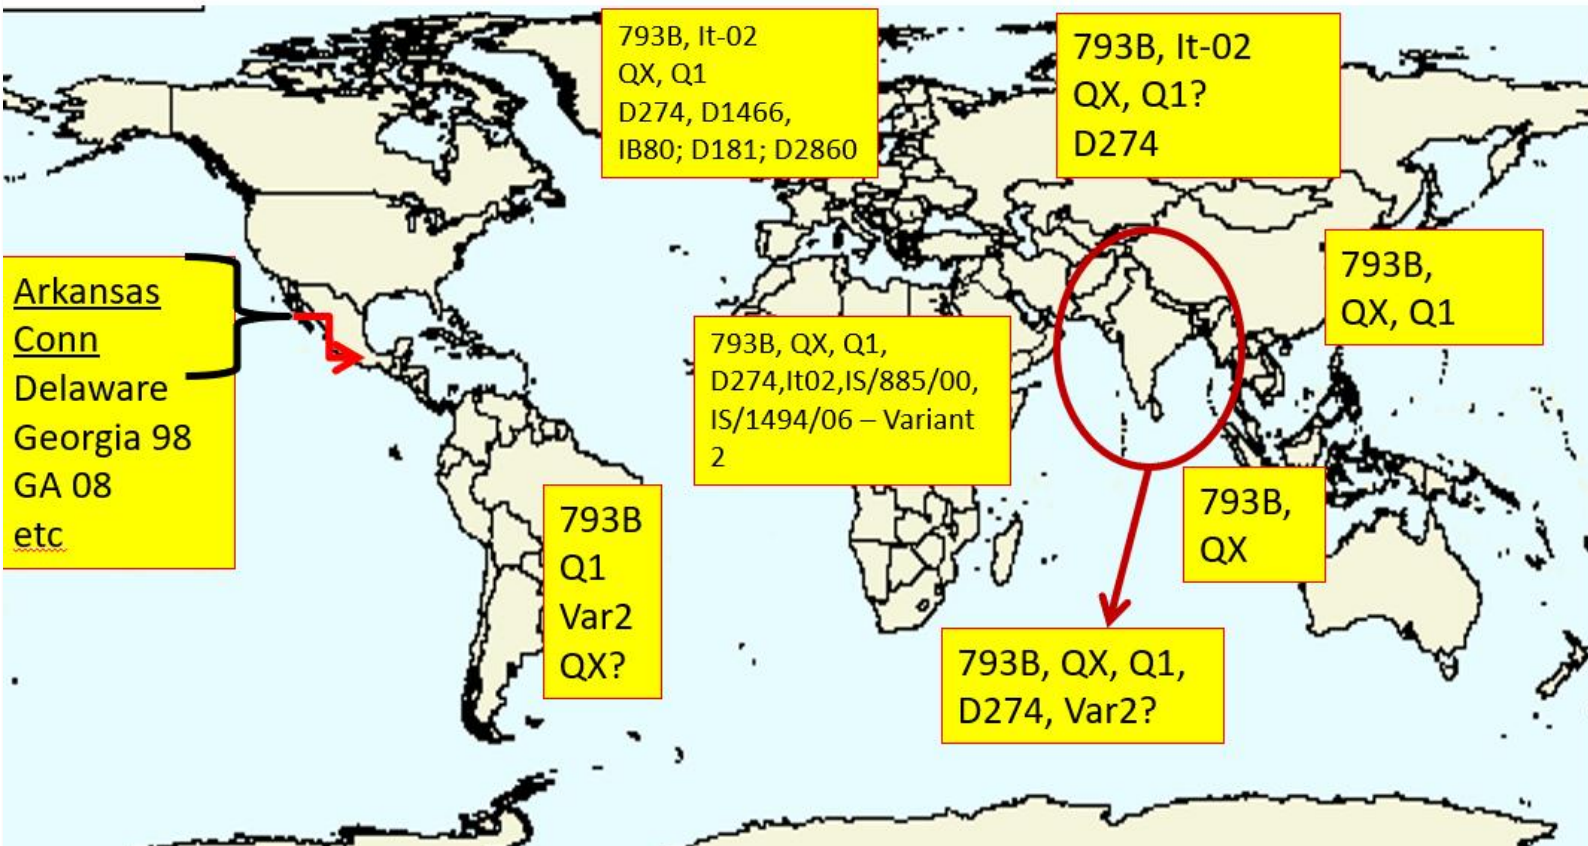 793B, It-02
QX, Q1
D274, D1466,
IB80; D181; D2860
793B, It-02
QX, Q1?
D274
Arkansas
Conn
Delaware
Georgia 98
GA 08
etc
793B, QX, Q1,
D274,It02,IS/885/00,
IS/1494/06 – Variant
2
793B,
QX, Q1
793B
Q1
Var2
QX?
793B,
QX
793B, QX, Q1,
D274, Var2?